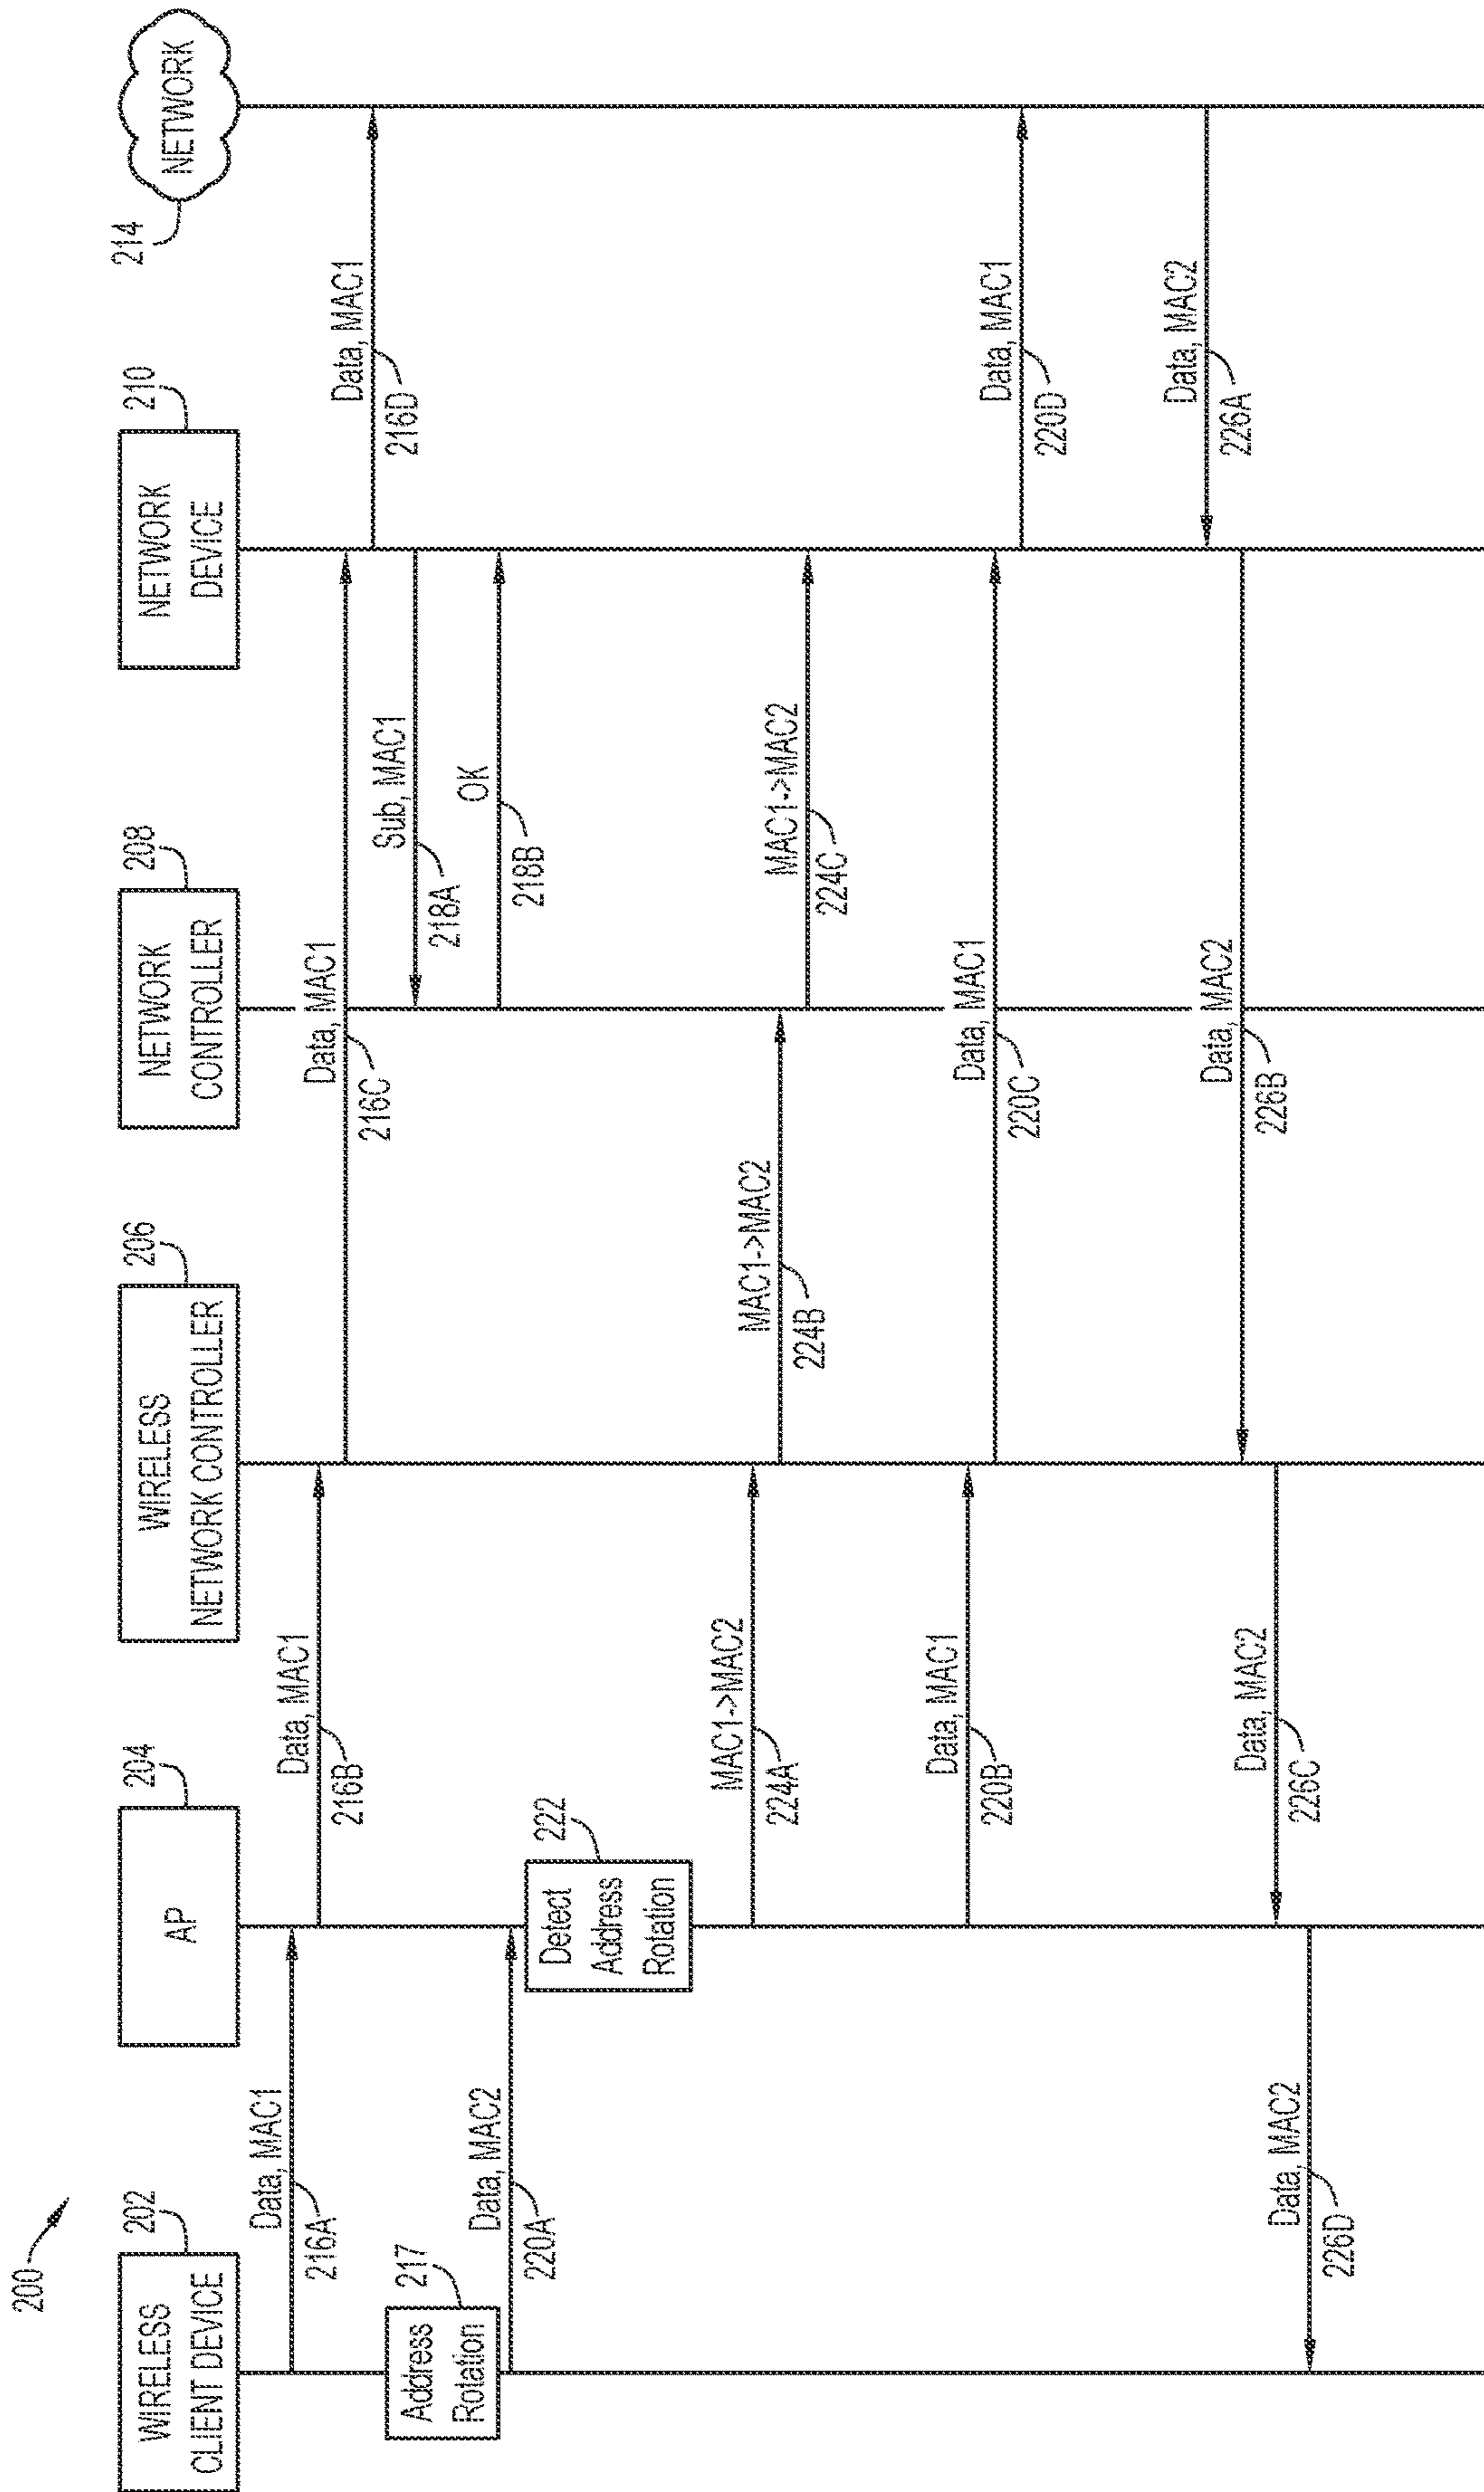 200
WIRELESS
CLIENT DEVICE
202
AP
204
WIRELESS
NETWORK CONTROLLER
206
NETWORK
CONTROLLER
208
NETWORK
DEVICE
210
NETWORK
214
Data, MAC1
216A
Data, MAC1
216B
Data, MAC1
216C
Data, MAC1
216D
Address
Rotation
217
Sub, MAC1
218A
OK
218B
Data, MAC2
220A
Detect
Address
Rotation
222
MAC1->MAC2
224A
MAC1->MAC2
224B
MAC1->MAC2
224C
Data, MAC1
220B
Data, MAC1
220C
Data, MAC1
220D
Data, MAC2
226A
Data, MAC2
226B
Data, MAC2
226C
Data, MAC2
226D